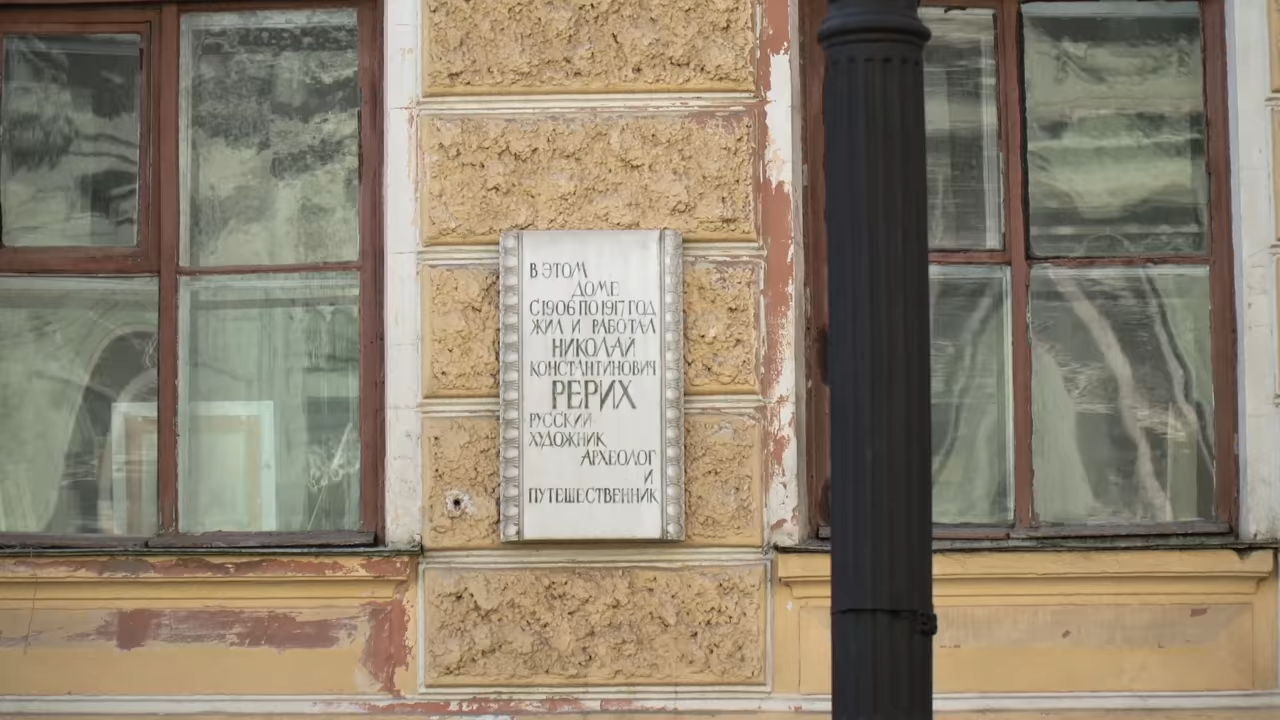 В ЭТОМ
ДОМЕ
С 1906 ПО 1917 ГОД
ЖИЛ И РАБОТАЛ
НИКОЛАЙ
КОНСТАНТИНОВИЧ
РЕРИХ
РУССКИЙ
ХУДОЖНИК
АРХЕОЛОГ
И
ПУТЕШЕСТВЕННИК